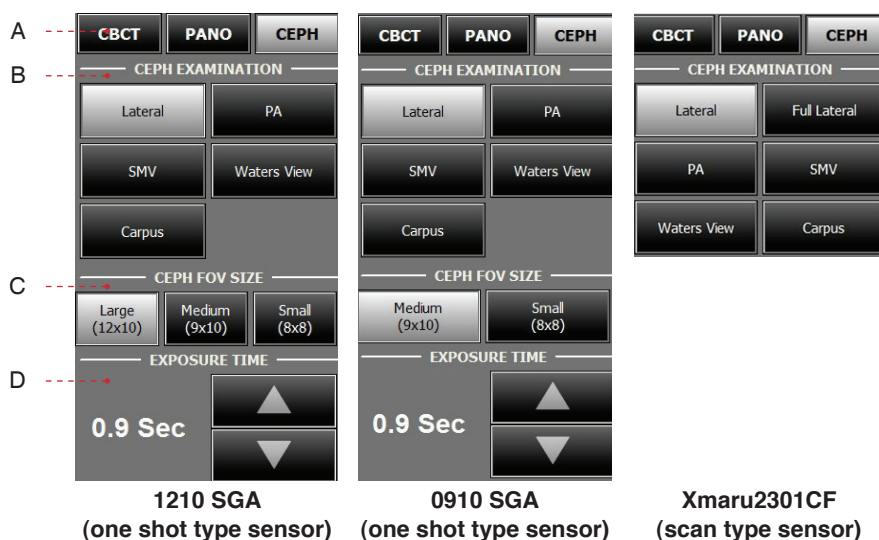 A
B
C
D
CBCT PANO CEPH
CEPH EXAMINATION
Lateral PA
SMV Waters View
Carpus
CEPH FOV SIZE
Large Medium Small
(12x10) (9x10) (8x8)
EXPOSURE TIME
0.9 Sec
1210 SGA
(one shot type sensor)
CBCT PANO CEPH
CEPH EXAMINATION
Lateral PA
SMV Waters View
Carpus
CEPH FOV SIZE
Medium Small
(9x10) (8x8)
EXPOSURE TIME
0.9 Sec
0910 SGA
(one shot type sensor)
CBCT PANO CEPH
CEPH EXAMINATION
Lateral Full Lateral
PA SMV
Waters View Carpus
Xmaru2301CF
(scan type sensor)